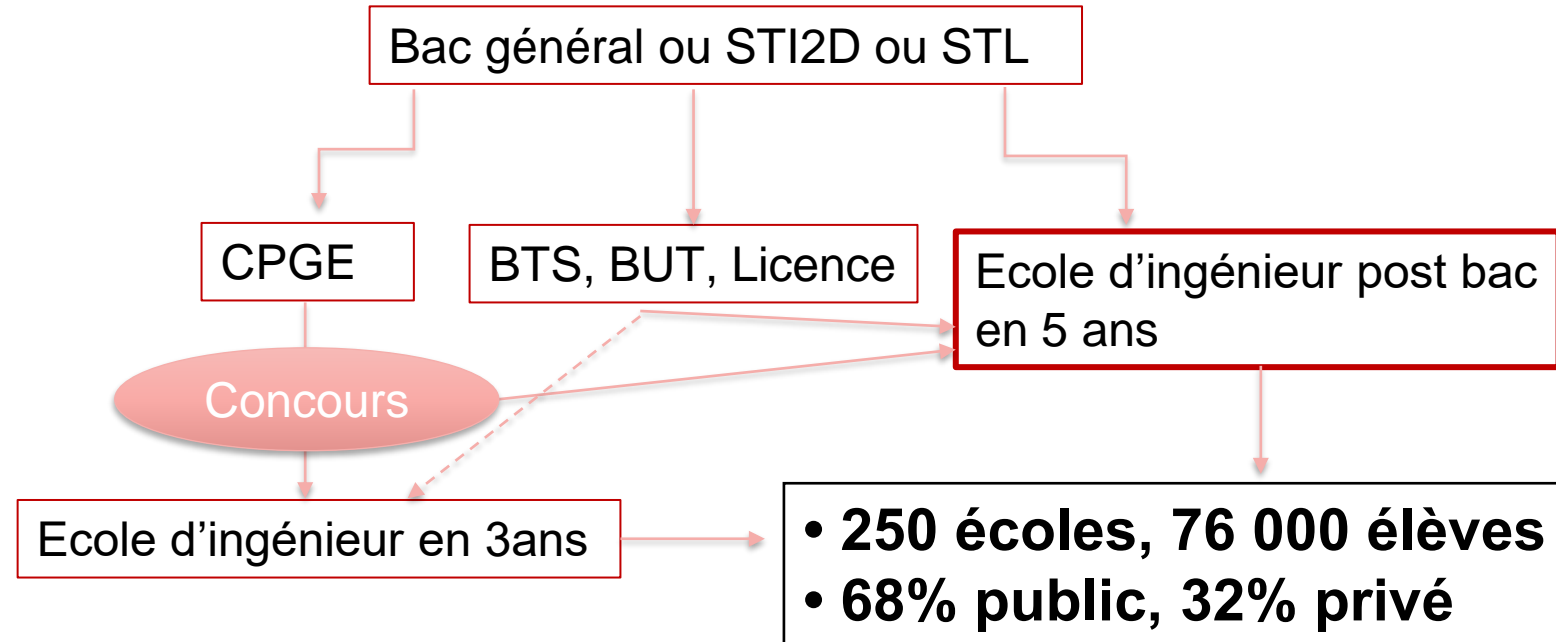 Bac général ou STI2D ou STL
CPGE
BTS, BUT, Licence
Ecole d’ingénieur post bac
en 5 ans
Concours
Ecole d’ingénieur en 3ans
• 250 écoles, 76 000 élèves
• 68% public, 32% privé